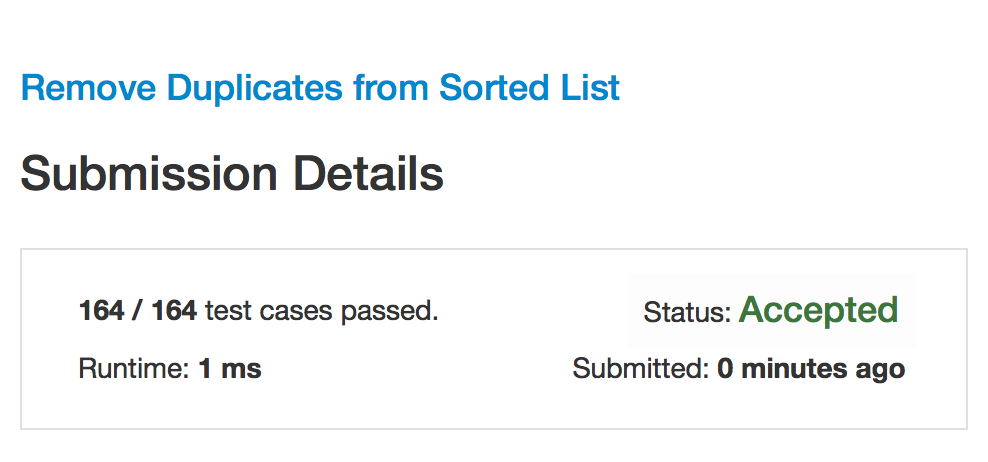 Remove Duplicates from Sorted List
Submission Details
164 / 164 test cases passed.
Status: Accepted
Runtime: 1 ms
Submitted: 0 minutes ago